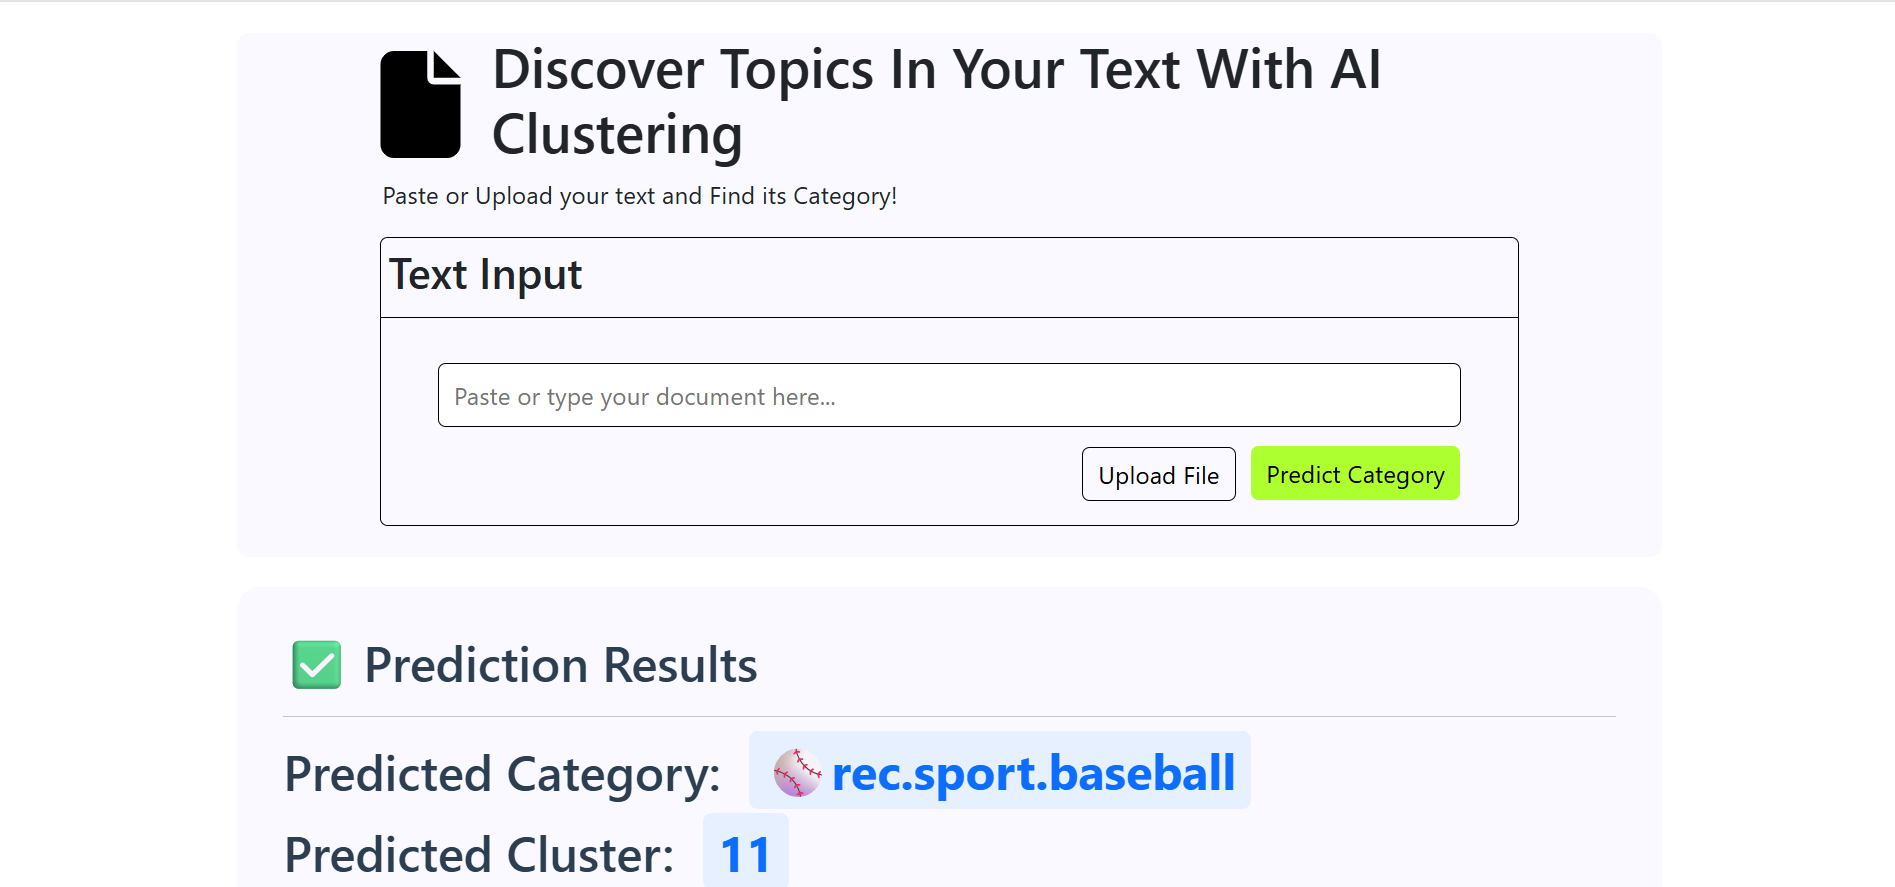 Discover Topics In Your Text With AI
Clustering
Paste or Upload your text and Find its Category!
Text Input
Paste or type your document here...
Upload File Predict Category
Prediction Results
Predicted Category: rec.sport.baseball
Predicted Cluster: 11